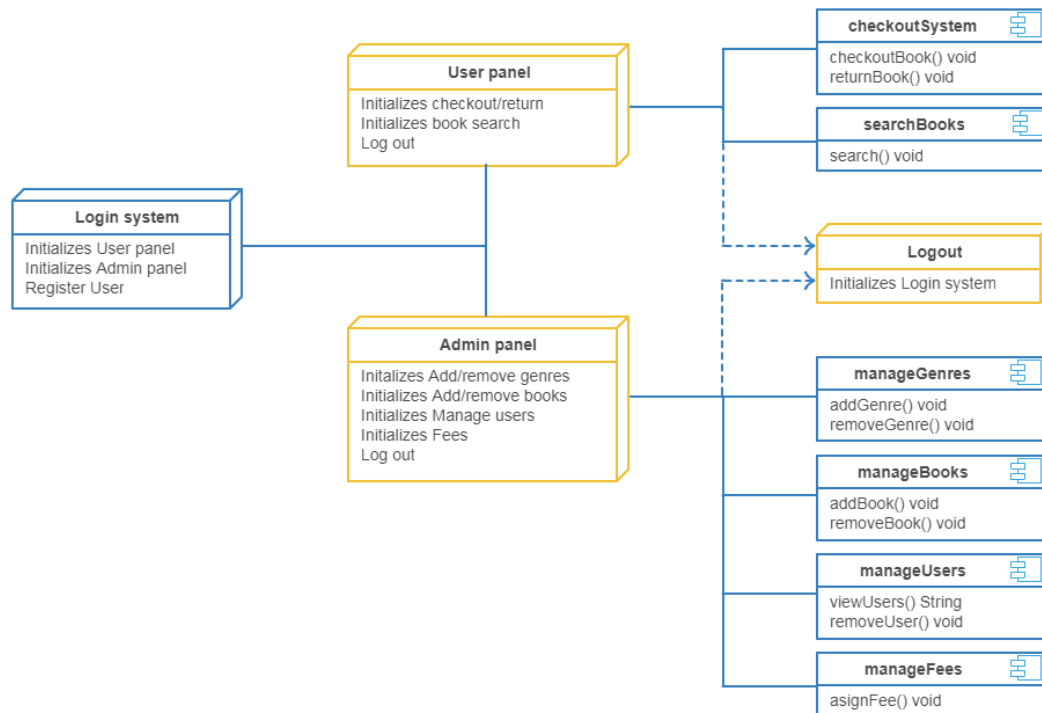 checkoutSystem
checkoutBook() void
returnBook() void
User panel
Initializes checkout/return
Initializes book search
Log out
searchBooks
search() void
Login system
Initializes User panel
Initializes Admin panel
Register User
Logout
Initializes Login system
Admin panel
Initalizes Add/remove genres
Initializes Add/remove books
Initializes Manage users
Initializes Fees
Log out
manageGenres
addGenre() void
removeGenre() void
manageBooks
addBook() void
removeBook() void
manageUsers
viewUsers() String
removeUser() void
manageFees
asignFee() void